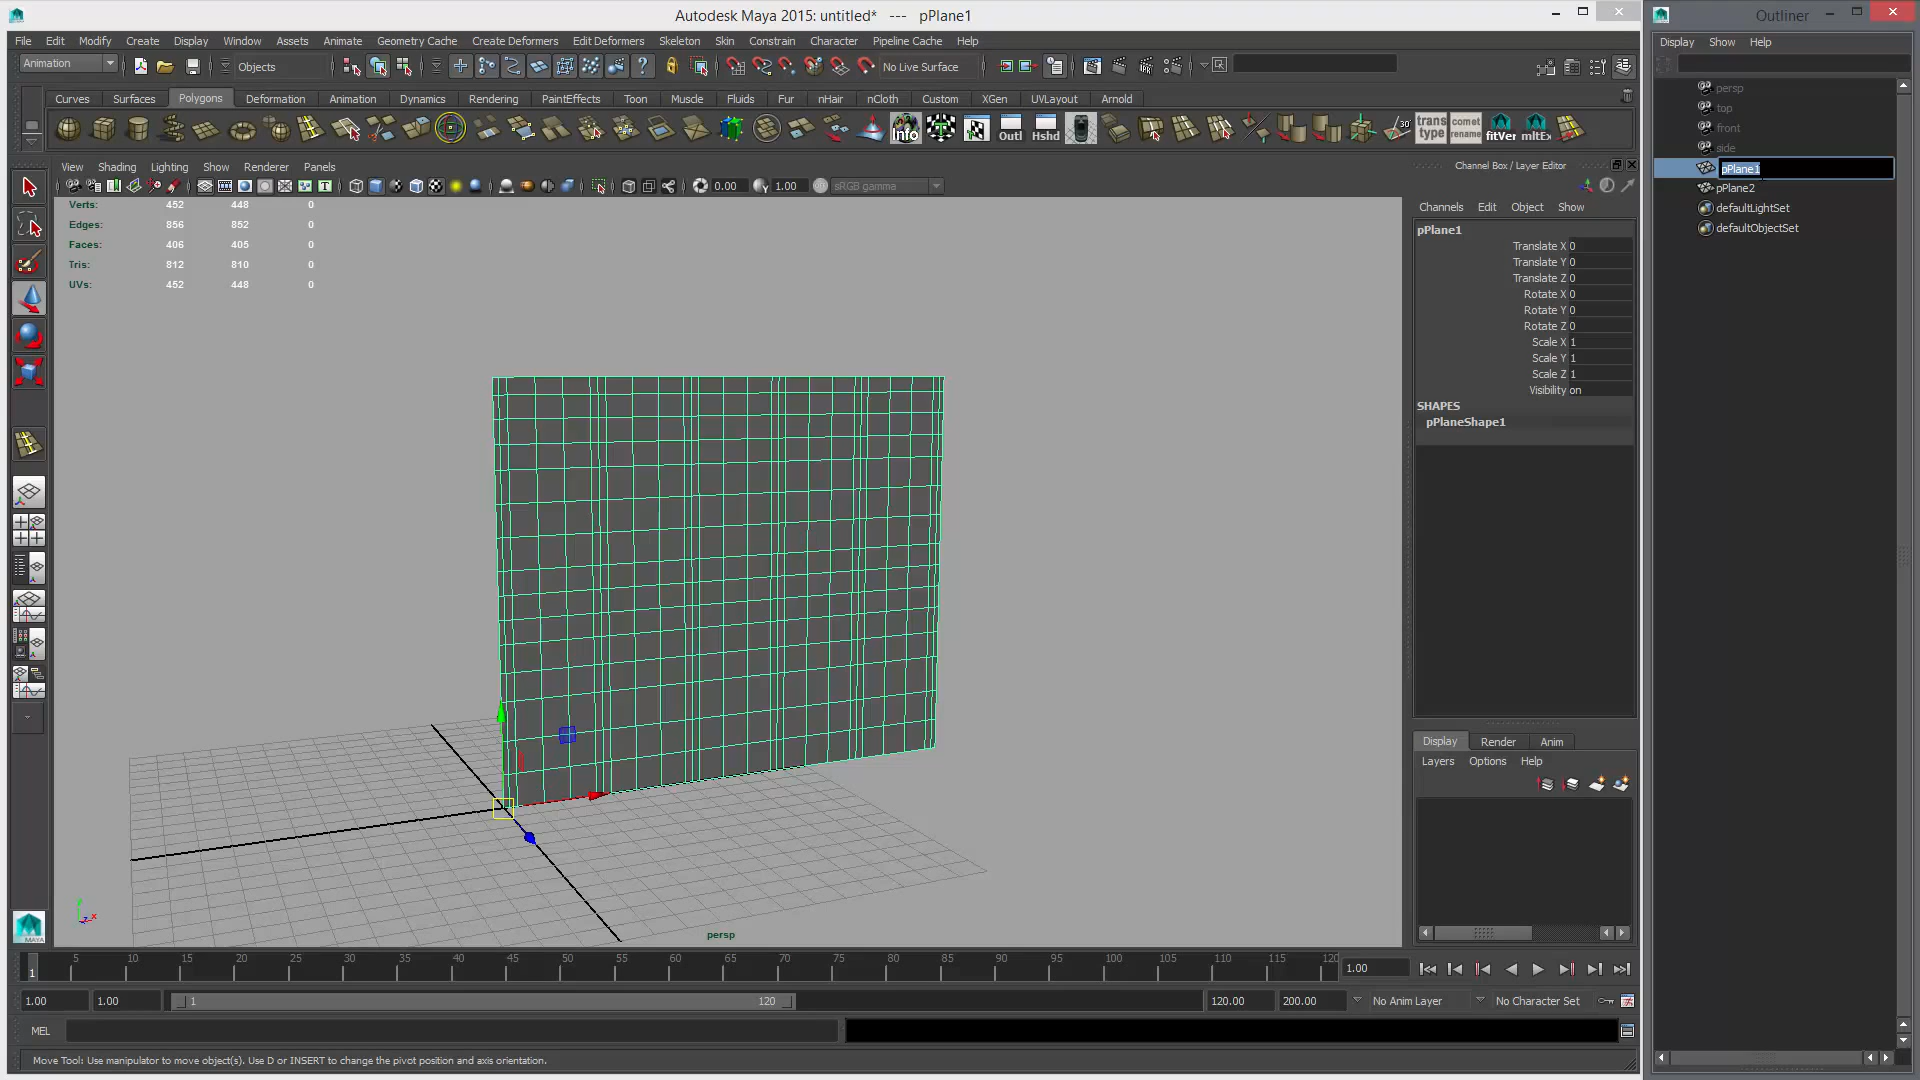 Autodesk Maya 2015: untitled*   ---   pPlane1
File Edit Modify Create Display Window Assets Animate Geometry Cache Create Deformers Edit Deformers Skeleton Skin Constrain Character Pipeline Cache Help
Animation Objects No Live Surface
Curves Surfaces Polygons Deformation Animation Dynamics Rendering PaintEffects Toon Muscle Fluids Fur nHair nCloth Custom XGen UVLayout Arnold
Info Outl Hshd 30 trans type comet rename fitVer mltEx
View Shading Lighting Show Renderer Panels
0.00 1.00 sRGB gamma
Verts: 452 448 0
Edges: 856 852 0
Faces: 406 405 0
Tris: 812 810 0
UVs: 452 448 0
persp
Channel Box / Layer Editor
Channels Edit Object Show
pPlane1
Translate X 0
Translate Y 0
Translate Z 0
Rotate X 0
Rotate Y 0
Rotate Z 0
Scale X 1
Scale Y 1
Scale Z 1
Visibility on
SHAPES
pPlaneShape1
Display Render Anim
Layers Options Help
MAYA
1 5 10 15 20 25 30 35 40 45 50 55 60 65 70 75 80 85 90 95 100 105 110 115 120 1.00
1.00 1.00 1 120 120.00 200.00 No Anim Layer No Character Set
MEL
Move Tool: Use manipulator to move object(s). Use D or INSERT to change the pivot position and axis orientation.
Outliner
Display Show Help
persp
top
front
side
pPlane1
pPlane2
defaultLightSet
defaultObjectSet